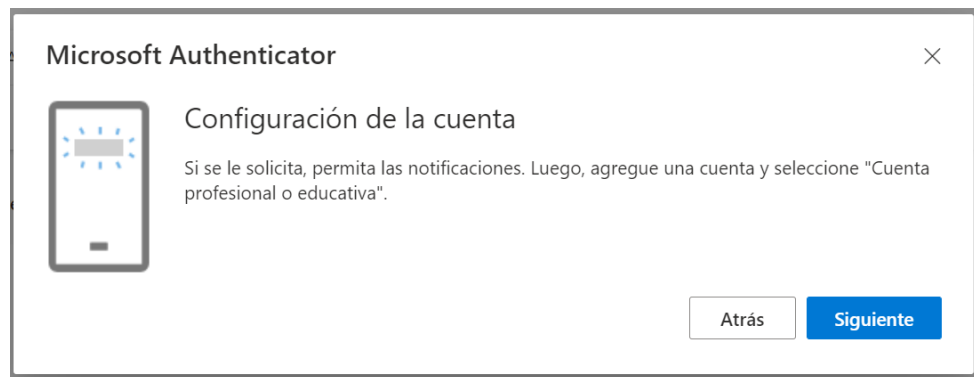 Microsoft Authenticator
Configuración de la cuenta
Si se le solicita, permita las notificaciones. Luego, agregue una cuenta y seleccione "Cuenta
profesional o educativa".
Atrás
Siguiente